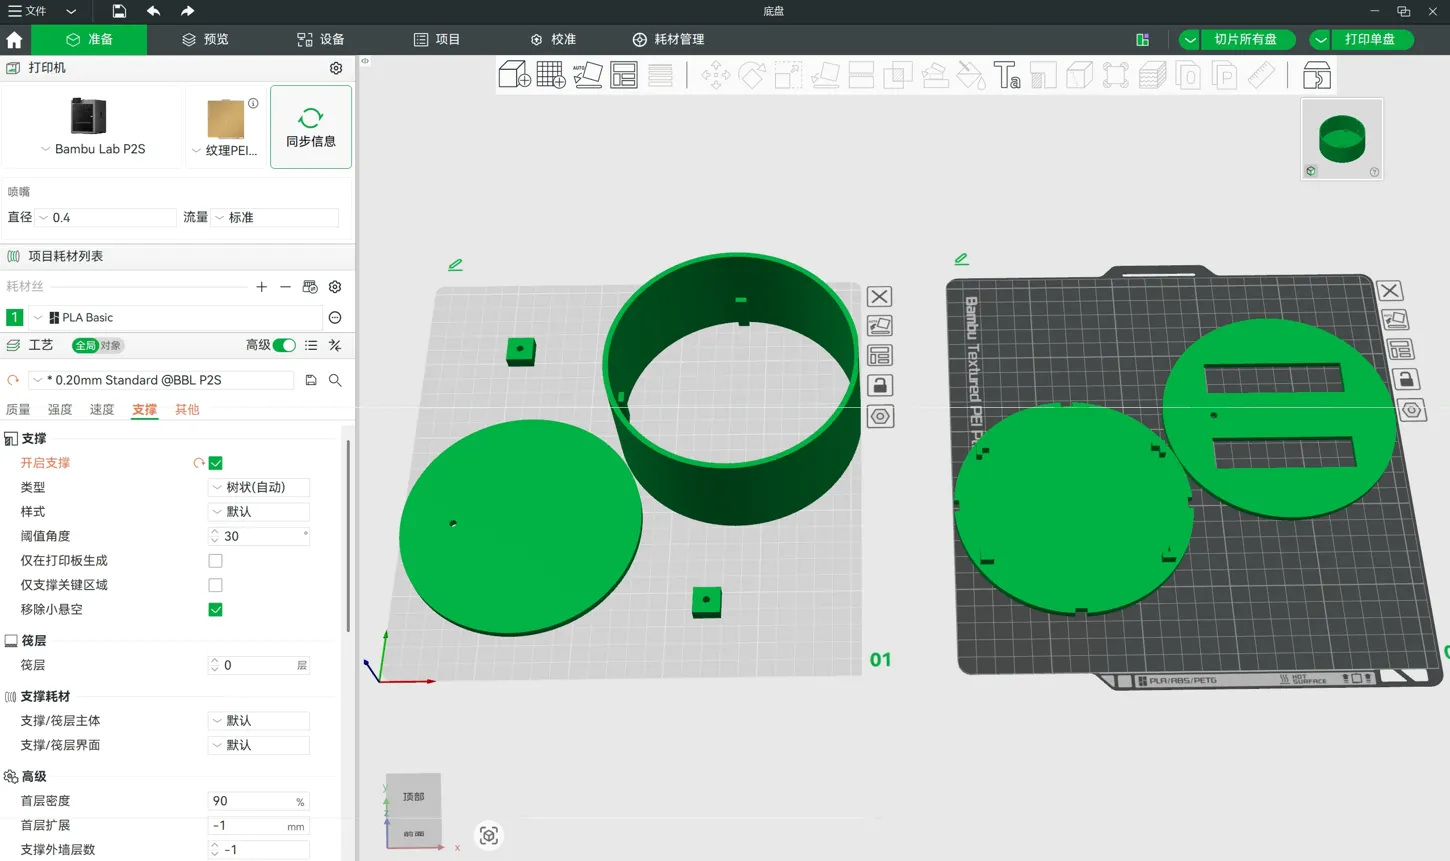 文件
底盘
准备
预览
设备
项目
校准
耗材管理
切片所有盘
打印单盘
打印机
Bambu Lab P2S
纹理PEI...
同步信息
喷嘴
直径 0.4
流量 标准
项目耗材列表
耗材丝
1 PLA Basic
工艺 全局 对象 高级
* 0.20mm Standard @BBL P2S
质量 强度 速度 支撑 其他
支撑
开启支撑
类型 树状(自动)
样式 默认
阈值角度 30 °
仅在打印板生成
仅支撑关键区域
移除小悬空
筏层
筏层 0 层
支撑耗材
支撑/筏层主体 默认
支撑/筏层界面 默认
高级
首层密度 90 %
首层扩展 -1 mm
支撑外墙层数 -1
AUTO
Ta
01
Bambu Textured PEI P
PLA/ABS/PETG
HOT SURFACE
顶部
前面
y
z
x